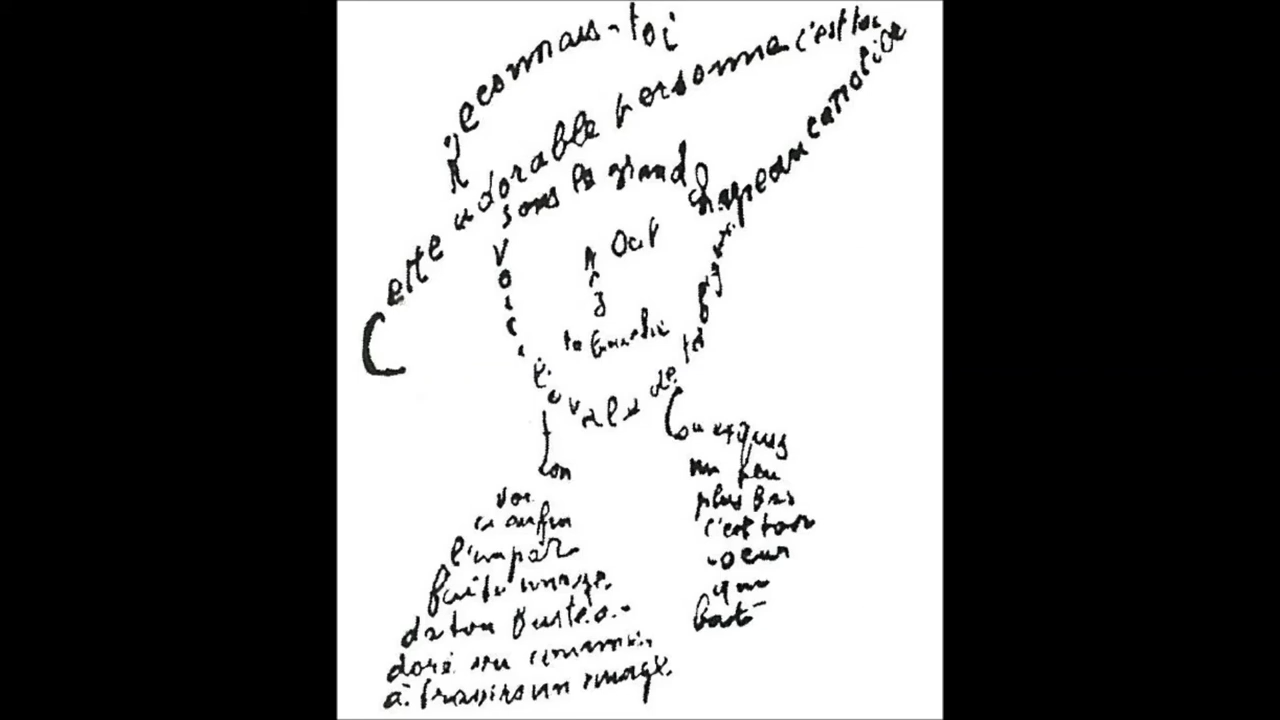 Reconnais-toi
Cette adorable personne c'est toi
sous le grand chapeau canotier
Oeil
Nez
ta bouche
Voici l'ovale de ta figure
ton
cou exquis
voi
ci enfin
l'impar
faite image
de ton buste a
doré vu comme
à travers un nuage
un peu
plus bas
c'est ton
coeur
qui
bat